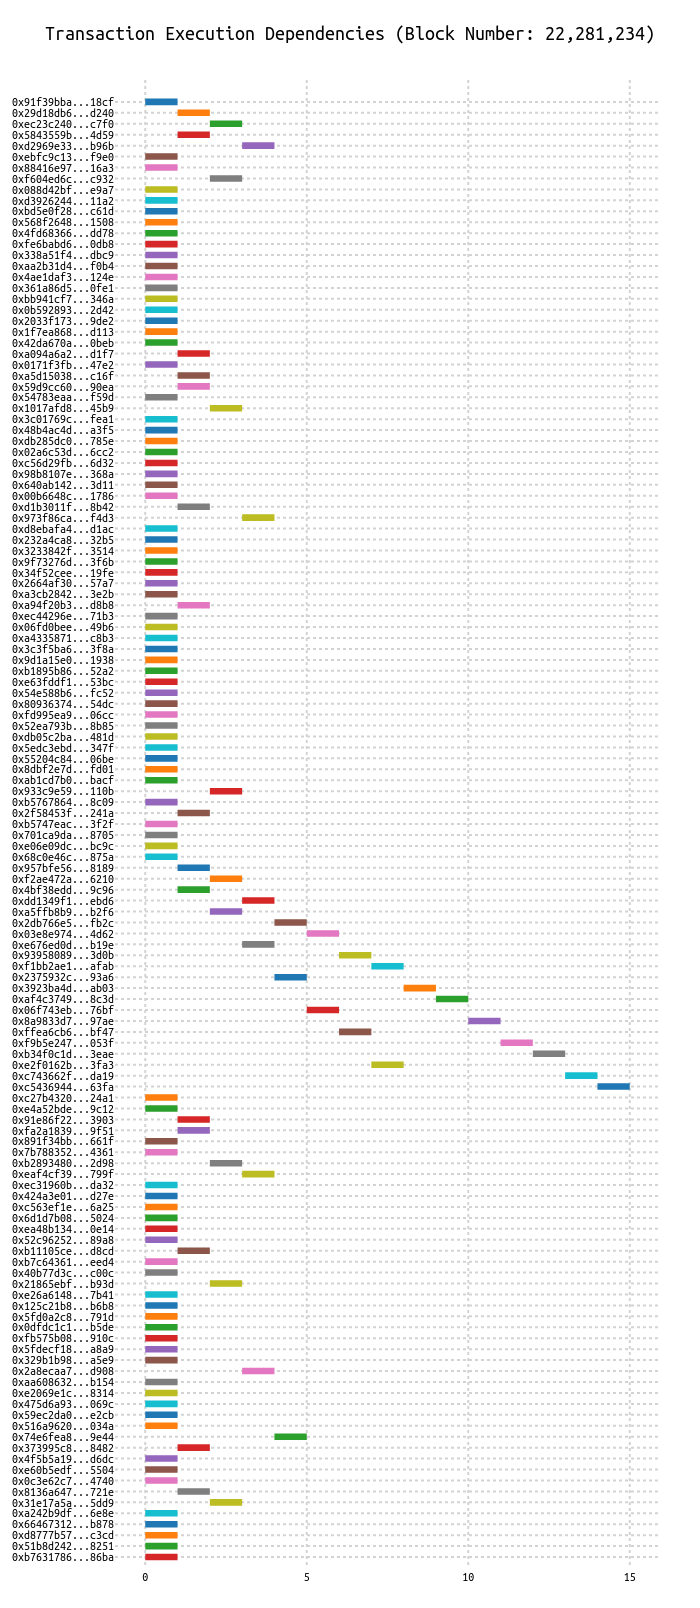 Transaction Execution Dependencies (Block Number: 22,281,234)
0x91f39bba...18cf
0x29d18db6...d240
0xec23c240...c7f0
0x5843559b...4d59
0xd2969e33...b96b
0xebfc9c13...f9e0
0x88416e97...16a3
0xf604ed6c...c932
0x088d42bf...e9a7
0xd3926244...11a2
0xbd5e0f28...c61d
0x568f2648...1508
0x4fd68366...dd78
0xfe6babd6...0db8
0x338a51f4...dbc9
0xaa2b31d4...f0b4
0x4ae1daf3...124e
0x361a86d5...0fe1
0xbb941cf7...346a
0x0b592893...2d42
0x2033f173...9de2
0x1f7ea868...d113
0x42da670a...0beb
0xa094a6a2...d1f7
0x0171f3fb...47e2
0xa5d15038...c16f
0x59d9cc60...90ea
0x54783eaa...f59d
0x1017afd8...45b9
0x3c01769c...fea1
0x48b4ac4d...a3f5
0xdb285dc0...785e
0x02a6c53d...6cc2
0xc56d29fb...6d32
0x98b8107e...368a
0x640ab142...3d11
0x00b6648c...1786
0xd1b3011f...8b42
0x973f86ca...f4d3
0xd8ebafa4...d1ac
0x232a4ca8...32b5
0x3233842f...3514
0x9f73276d...3f6b
0x34f52cee...19fe
0x2664af30...57a7
0xa3cb2842...3e2b
0xa94f20b3...d8b8
0xec44296e...71b3
0x06fd0bee...49b6
0xa4335871...c8b3
0x3c3f5ba6...3f8a
0x9d1a15e0...1938
0xb1895b86...52a2
0xe63fddf1...53bc
0x54e588b6...fc52
0x80936374...54dc
0xfd995ea9...06cc
0x52ea793b...8b85
0xdb05c2ba...481d
0x5edc3ebd...347f
0x55204c84...06be
0x8dbf2e7d...fd01
0xab1cd7b0...bacf
0x933c9e59...110b
0xb5767864...8c09
0x2f58453f...241a
0xb5747eac...3f2f
0x701ca9da...8705
0xe06e09dc...bc9c
0x68c0e46c...875a
0x957bfe56...8189
0xf2ae472a...6210
0x4bf38edd...9c96
0xdd1349f1...ebd6
0xa5ffb8b9...b2f6
0x2db766e5...fb2c
0x03e8e974...4d62
0xe676ed0d...b19e
0x93958089...3d0b
0xf1bb2ae1...afab
0x2375932c...93a6
0x3923ba4d...ab03
0xaf4c3749...8c3d
0x06f743eb...76bf
0x8a9833d7...97ae
0xffea6cb6...bf47
0xf9b5e247...053f
0xb34f0c1d...3eae
0xe2f0162b...3fa3
0xc743662f...da19
0xc5436944...63fa
0xc27b4320...24a1
0xe4a52bde...9c12
0x91e86f22...3903
0xfa2a1839...9f51
0x891f34bb...661f
0x7b788352...4361
0xb2893480...2d98
0xeaf4cf39...799f
0xec31960b...da32
0x424a3e01...d27e
0xc563ef1e...6a25
0x6d1d7b08...5024
0xea48b134...0e14
0x52c96252...89a8
0xb11105ce...d8cd
0xb7c64361...eed4
0x40b77d3c...c00c
0x21865ebf...b93d
0xe26a6148...7b41
0x125c21b8...b6b8
0x5fd0a2c8...791d
0x0dfdc1c1...b5de
0xfb575b08...910c
0x5fdecf18...a8a9
0x329b1b98...a5e9
0x2a8ecaa7...d908
0xaa608632...b154
0xe2069e1c...8314
0x475d6a93...069c
0x59ec2da0...e2cb
0x516a9620...034a
0x74e6fea8...9e44
0x373995c8...8482
0x4f5b5a19...d6dc
0xe60b5edf...5504
0x0c3e62c7...4740
0x8136a647...721e
0x31e17a5a...5dd9
0xa242b9df...6e8e
0x66467312...b878
0xd8777b57...c3cd
0x51b8d242...8251
0xb7631786...86ba
0 5 10 15